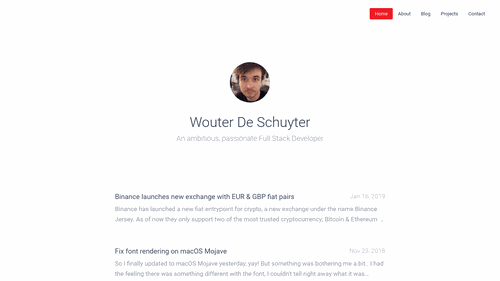 Home About Blog Projects Contact
Wouter De Schuyter
An ambitious, passionate Full Stack Developer.
Binance launches new exchange with EUR & GBP fiat pairs Jan 16, 2019
Binance has launched a new fiat entrypoint for crypto, a new exchange under the name Binance
Jersey. As of now they only support two of the most trusted cryptocurrency; Bitcoin & Ethereum ..
Fix font rendering on macOS Mojave Nov 23, 2018
So I finally updated to macOS Mojave yesterday, yay! But something was bothering me a bit.. I had
the feeling there was something different with the font, I couldn't tell right away what it was...